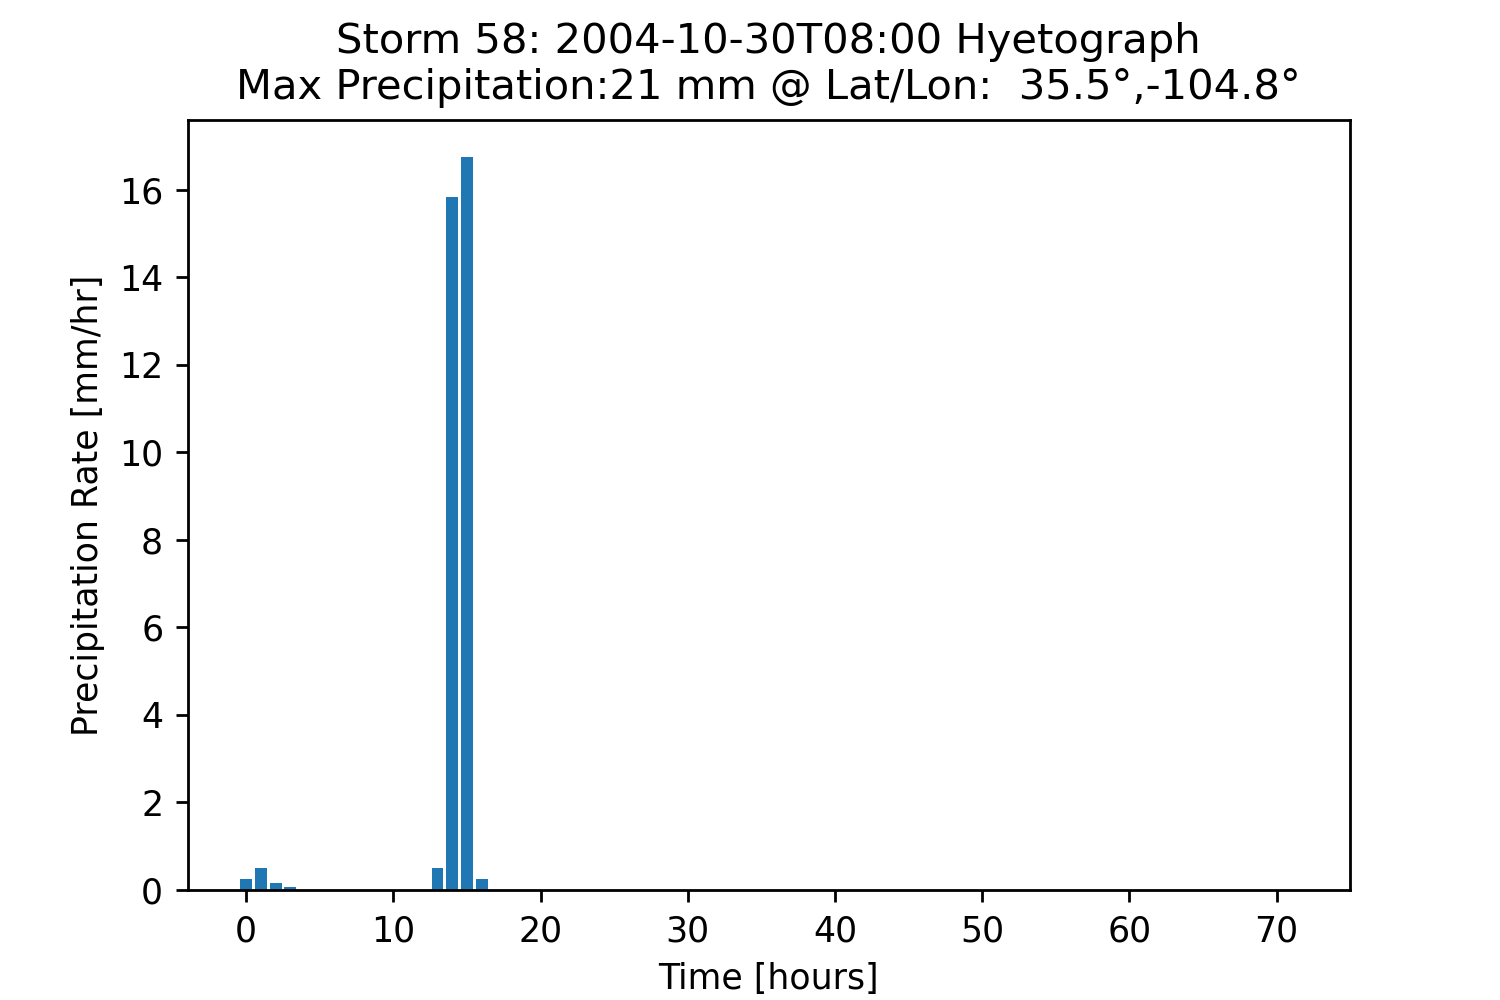 Storm 58: 2004-10-30T08:00 Hyetograph
Max Precipitation:21 mm @ Lat/Lon:  35.5°,-104.8°
Precipitation Rate [mm/hr]
16
14
12
10
8
6
4
2
0
0 10 20 30 40 50 60 70
Time [hours]